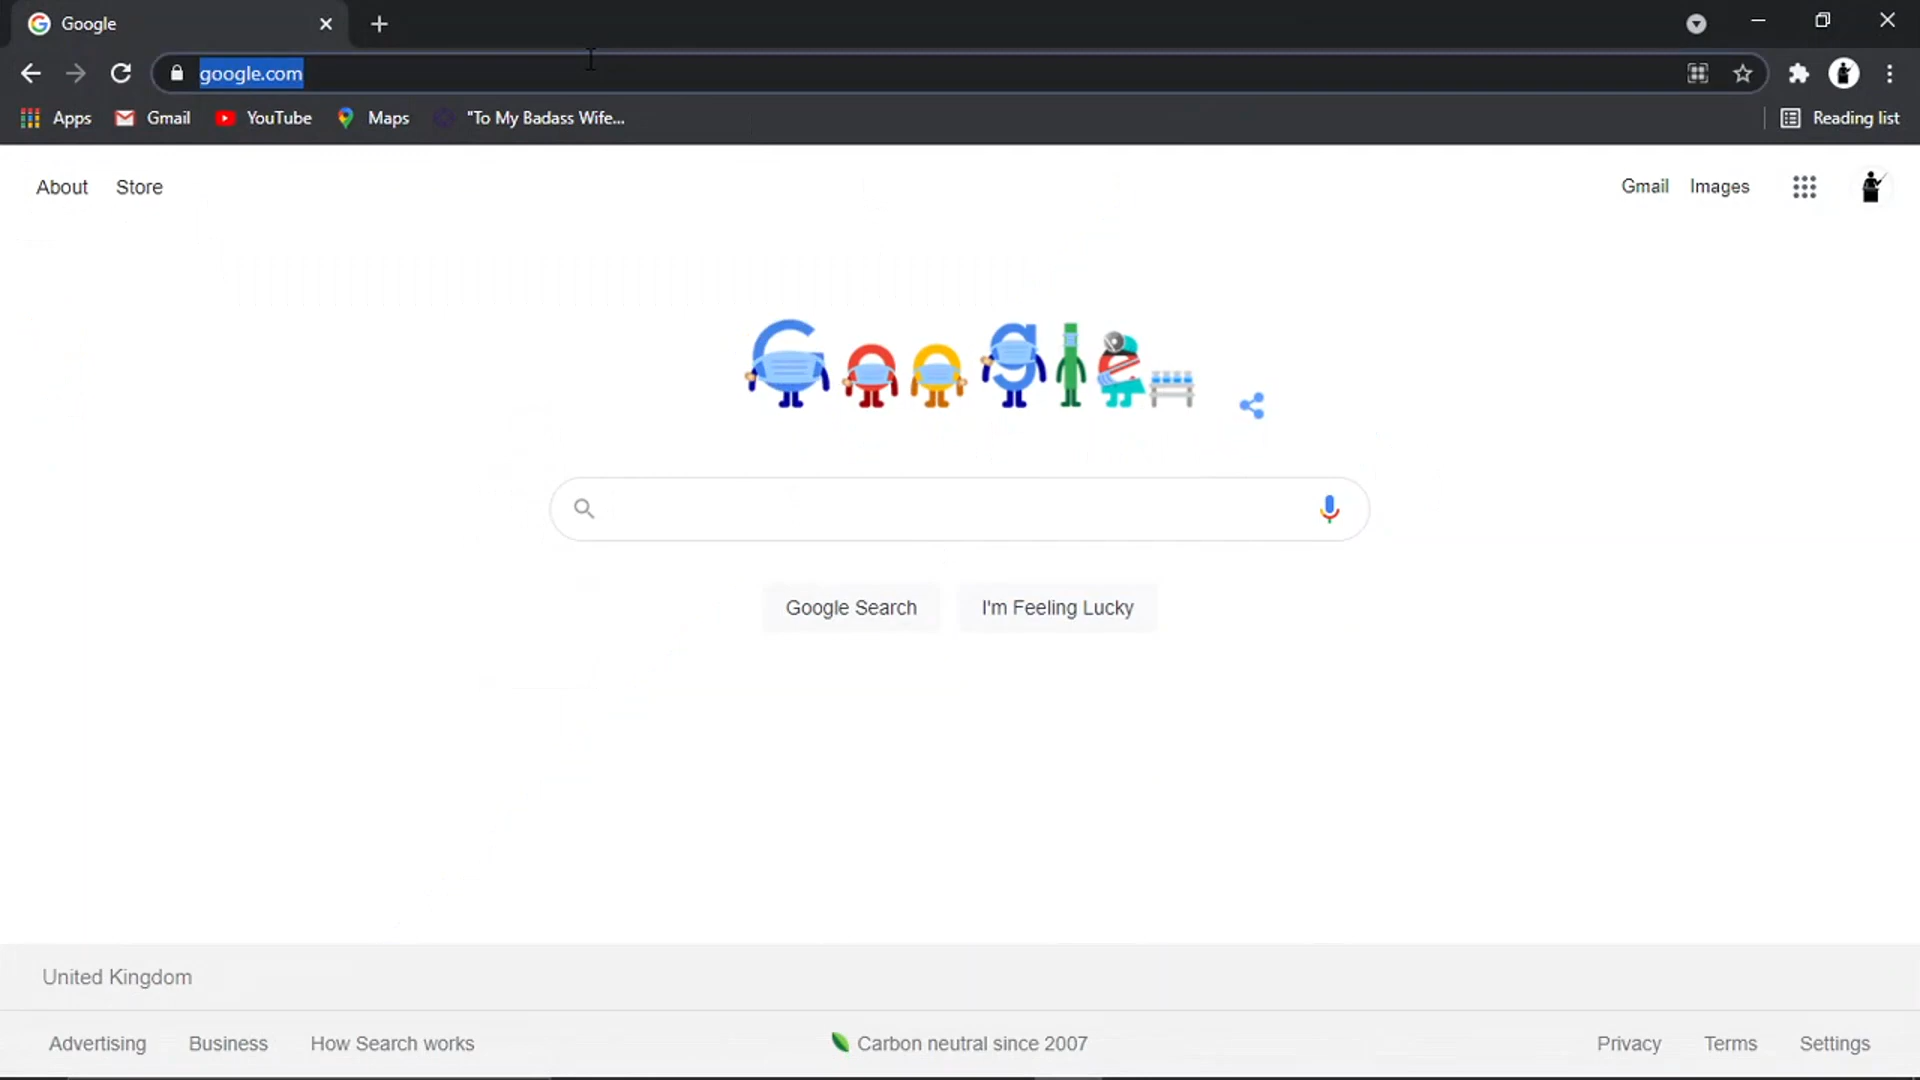 Google
google.com
Apps Gmail YouTube Maps "To My Badass Wife... Reading list
About Store Gmail Images
Google
Google Search I'm Feeling Lucky
United Kingdom
Advertising Business How Search works Carbon neutral since 2007 Privacy Terms Settings